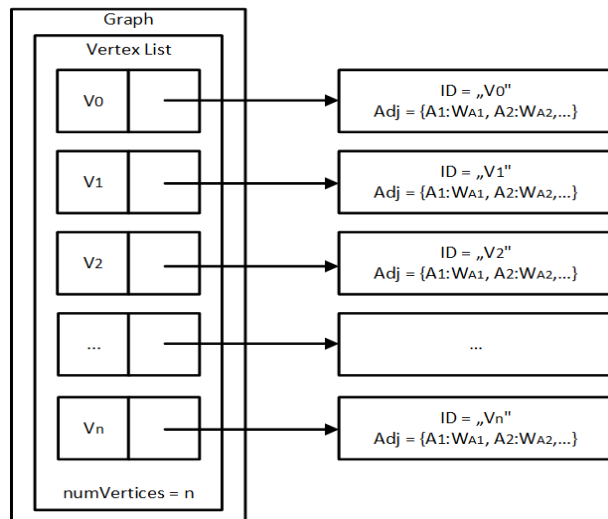 Graph
Vertex List
V0
ID = „V0"
Adj = {A1:WA1, A2:WA2,...}
V1
ID = „V1"
Adj = {A1:WA1, A2:WA2,...}
V2
ID = „V2"
Adj = {A1:WA1, A2:WA2,...}
...
...
Vn
ID = „Vn"
Adj = {A1:WA1, A2:WA2,...}
numVertices = n